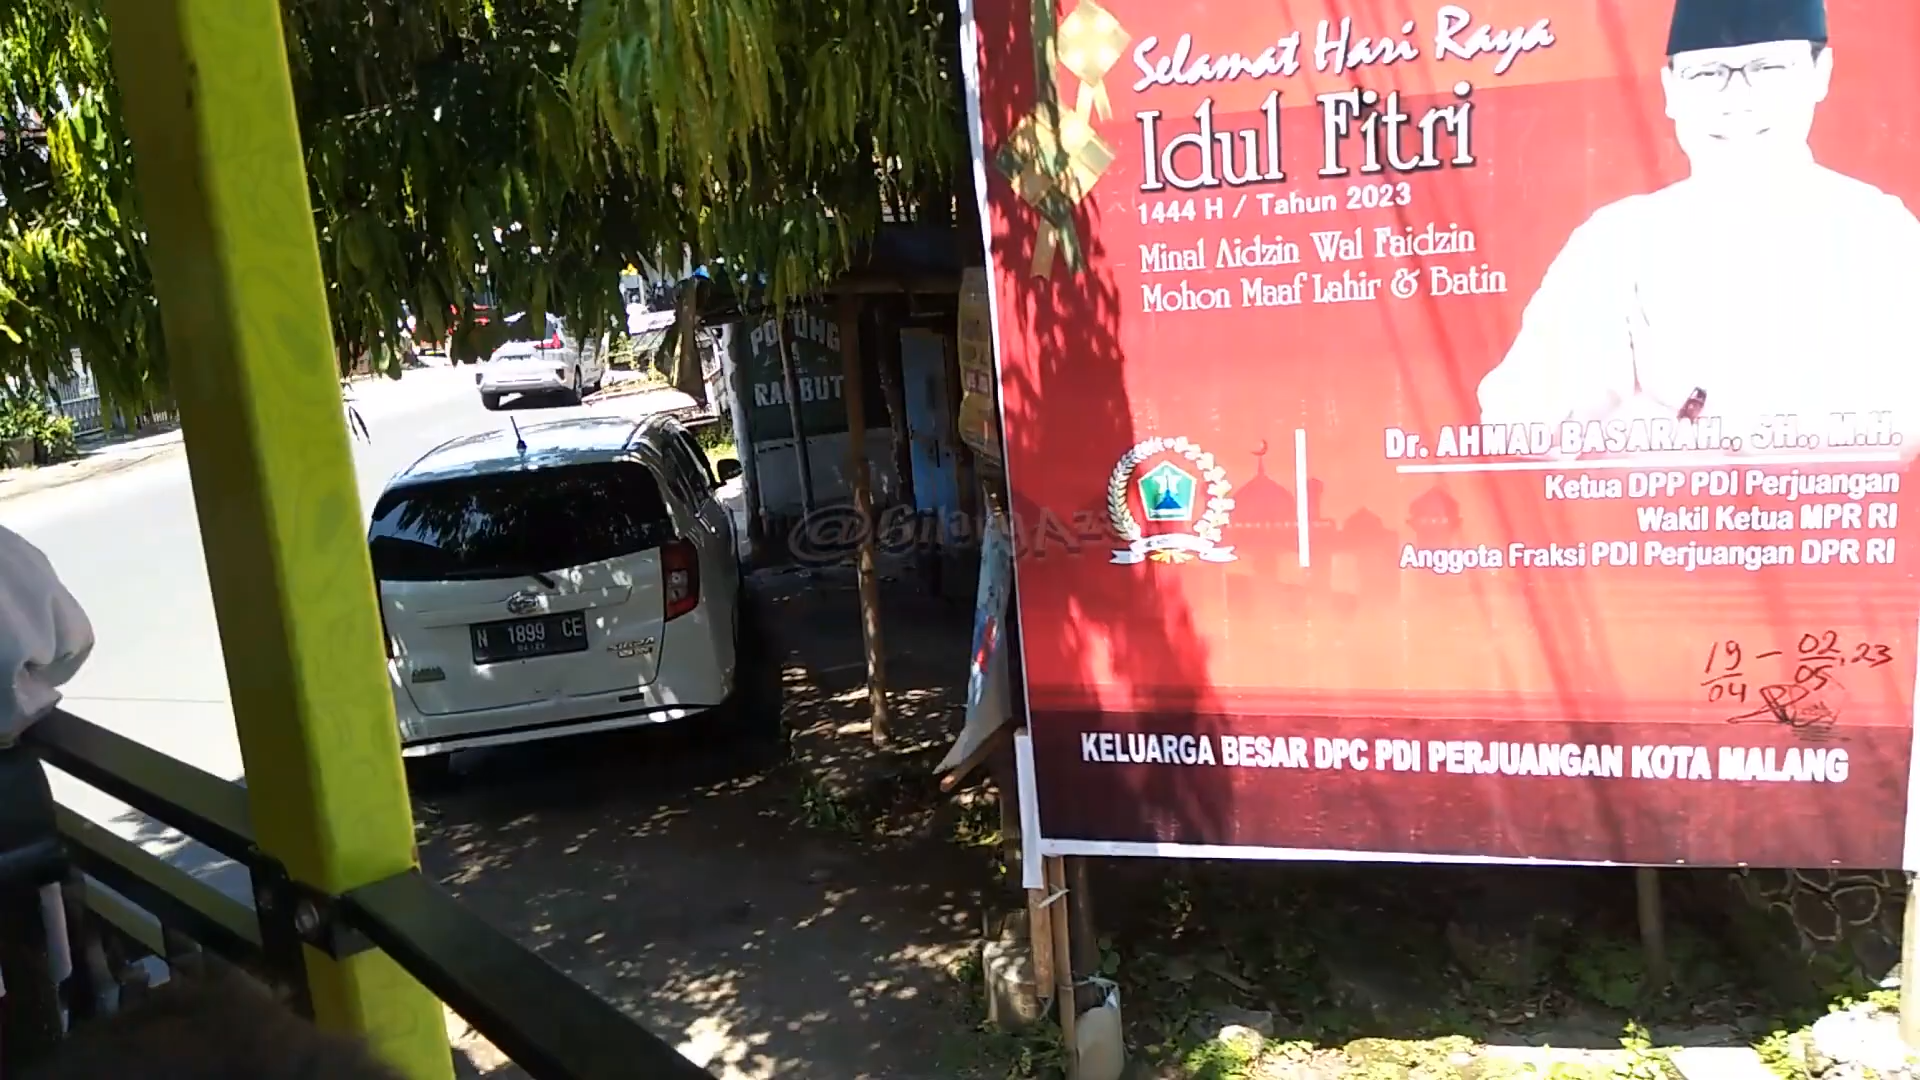 Selamat Hari Raya
Idul Fitri
1444 H / Tahun 2023
Minal Aidzin Wal Faidzin
Mohon Maaf Lahir & Batin
Dr. AHMAD BASARAH., SH., M.H.
Ketua DPP PDI Perjuangan
Wakil Ketua MPR RI
Anggota Fraksi PDI Perjuangan DPR RI
19/04 - 02/05.23
KELUARGA BESAR DPC PDI PERJUANGAN KOTA MALANG
POTONG
RAMBUT
N 1899 CE